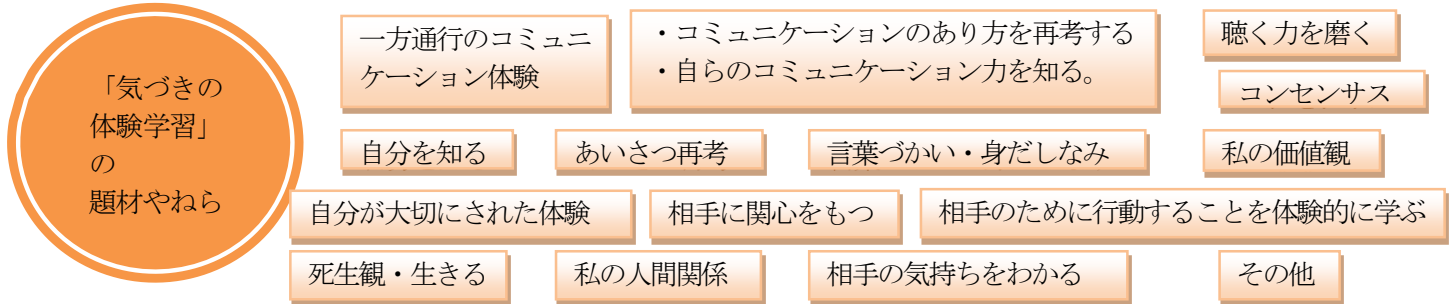 「気づきの
体験学習」
の
題材やねら
一方通行のコミュニ
ケーション体験
・コミュニケーションのあり方を再考する
・自らのコミュニケーション力を知る。
聴く力を磨く
コンセンサス
自分を知る
あいさつ再考
言葉づかい・身だしなみ
私の価値観
自分が大切にされた体験
相手に関心をもつ
相手のために行動することを体験的に学ぶ
死生観・生きる
私の人間関係
相手の気持ちをわかる
その他